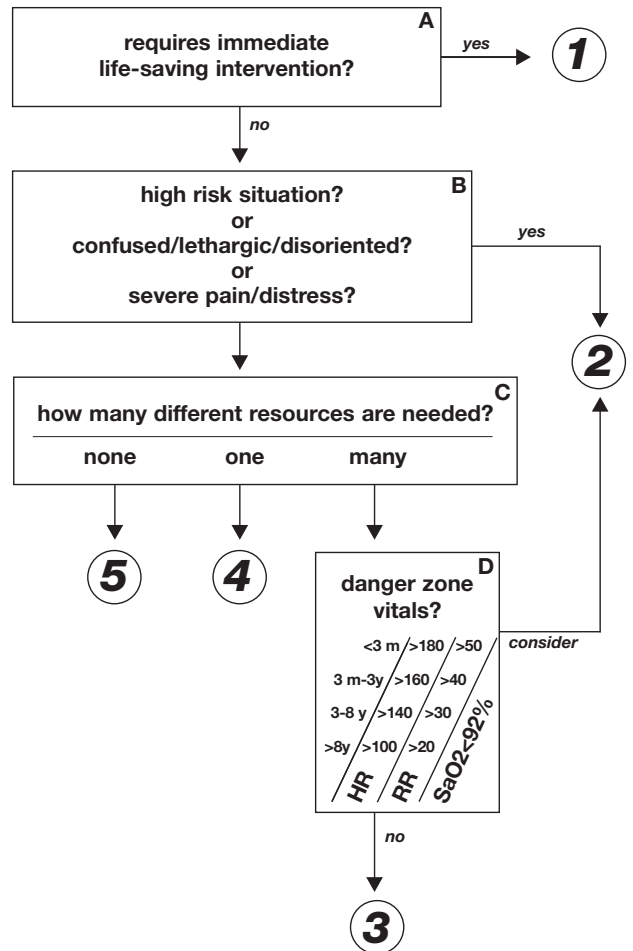 A
requires immediate
life-saving intervention?
yes
1
no
B
high risk situation?
or
confused/lethargic/disoriented?
or
severe pain/distress?
yes
2
C
how many different resources are needed?
none one many
5 4
D
danger zone
vitals?
<3 m >180 >50
3 m-3y >160 >40
3-8 y >140 >30
>8y >100 >20
HR RR SaO2<92%
consider
no
3